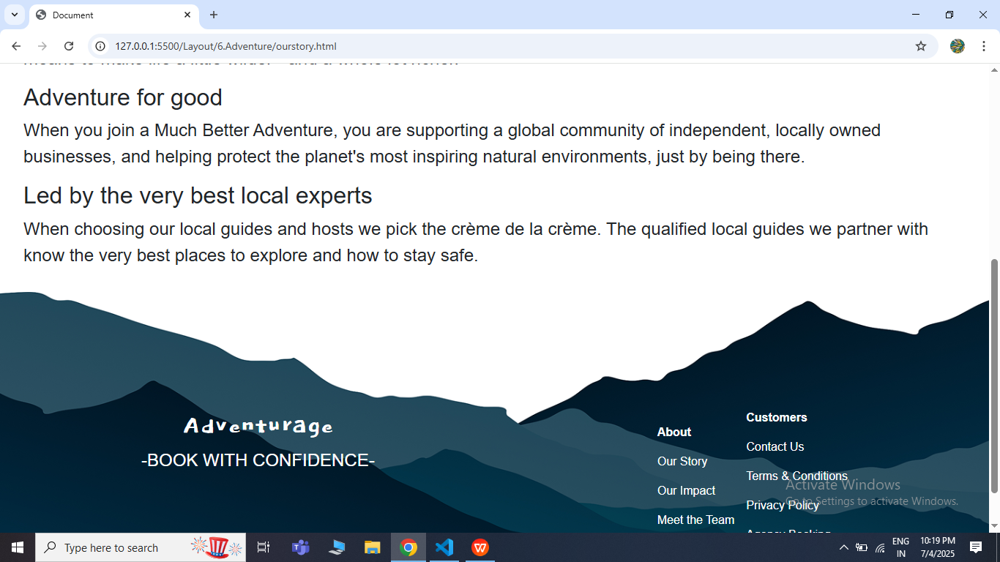 Document
127.0.0.1:5500/Layout/6.Adventure/ourstory.html
Adventure for good
When you join a Much Better Adventure, you are supporting a global community of independent, locally owned
businesses, and helping protect the planet's most inspiring natural environments, just by being there.
Led by the very best local experts
When choosing our local guides and hosts we pick the crème de la crème. The qualified local guides we partner with
know the very best places to explore and how to stay safe.
Adventurage
-BOOK WITH CONFIDENCE-
About
Our Story
Our Impact
Meet the Team
Customers
Contact Us
Terms & Conditions
Privacy Policy
Activate Windows
Go to Settings to activate Windows.
Type here to search
ENG
IN
10:19 PM
7/4/2025